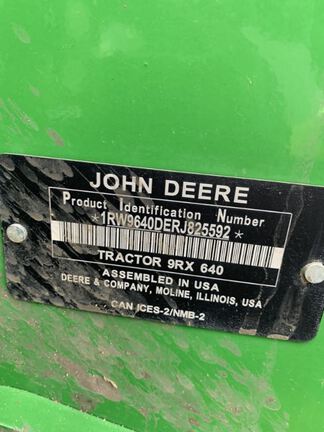 JOHN DEERE
Product Identification Number
*1RW9640DERJ825592*
TRACTOR 9RX 640
ASSEMBLED IN USA
DEERE & COMPANY, MOLINE, ILLINOIS, USA
CAN ICES-2/NMB-2